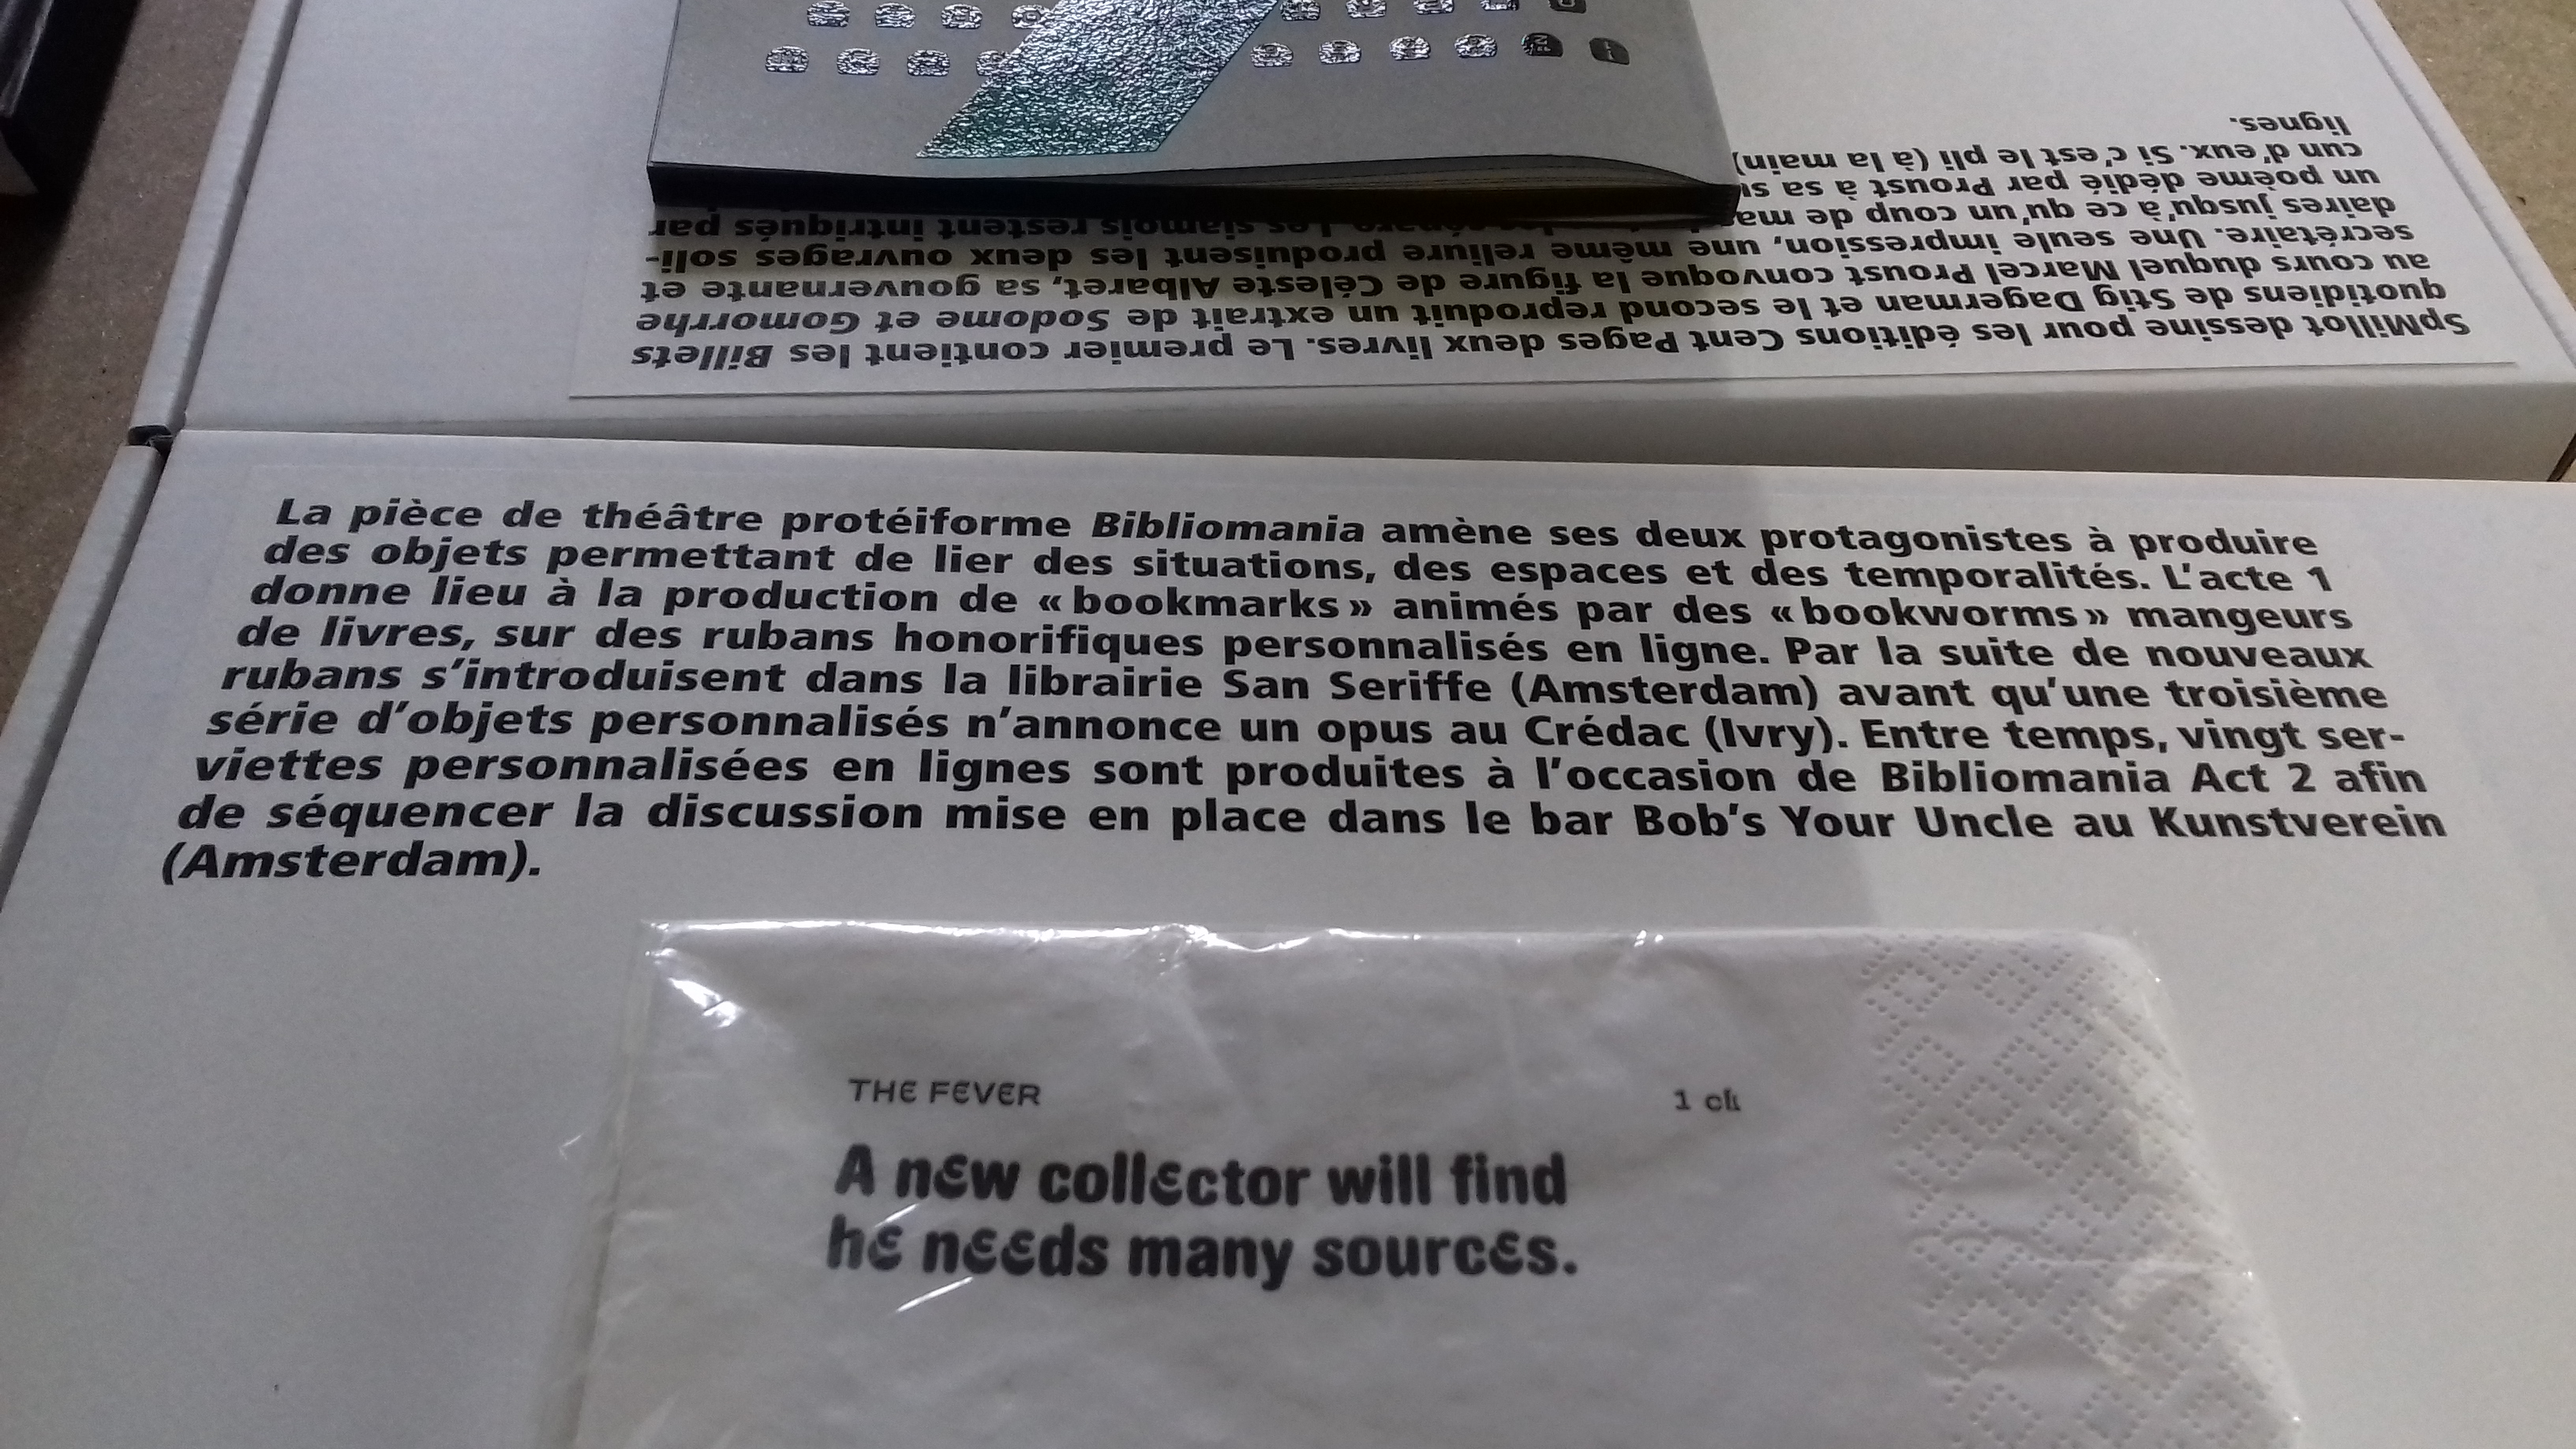 La pièce de théâtre protéiforme Bibliomania amène ses deux protagonistes à produire
des objets permettant de lier des situations, des espaces et des temporalités. L'acte 1
donne lieu à la production de « bookmarks » animés par des « bookworms » mangeurs
de livres, sur des rubans honorifiques personnalisés en ligne. Par la suite de nouveaux
rubans s'introduisent dans la librairie San Seriffe (Amsterdam) avant qu'une troisième
série d'objets personnalisés n'annonce un opus au Crédac (Ivry). Entre temps, vingt ser-
viettes personnalisées en lignes sont produites à l'occasion de Bibliomania Act 2 afin
de séquencer la discussion mise en place dans le bar Bob's Your Uncle au Kunstverein
(Amsterdam).
THE FEVER
1 ch
A new collector will find
he needs many sources.
SpMillot dessine pour les éditions Cent Pages deux livres. Le premier contient les Billets
quotidiens de Stig Dagerman et le second reproduit un extrait de Sodome et Gomorrhe
au cours duquel Marcel Proust convoque la figure de Céleste Albaret, sa gouvernante et
secrétaire. Une seule impression, une même reliure produisent les deux ouvrages soli-
daires jusqu'à ce qu'un coup de Les siamois restent intriqués par
un poème dédié par Proust à sa
cun d'eux. Si c'est le pli (à la main)
lignes.